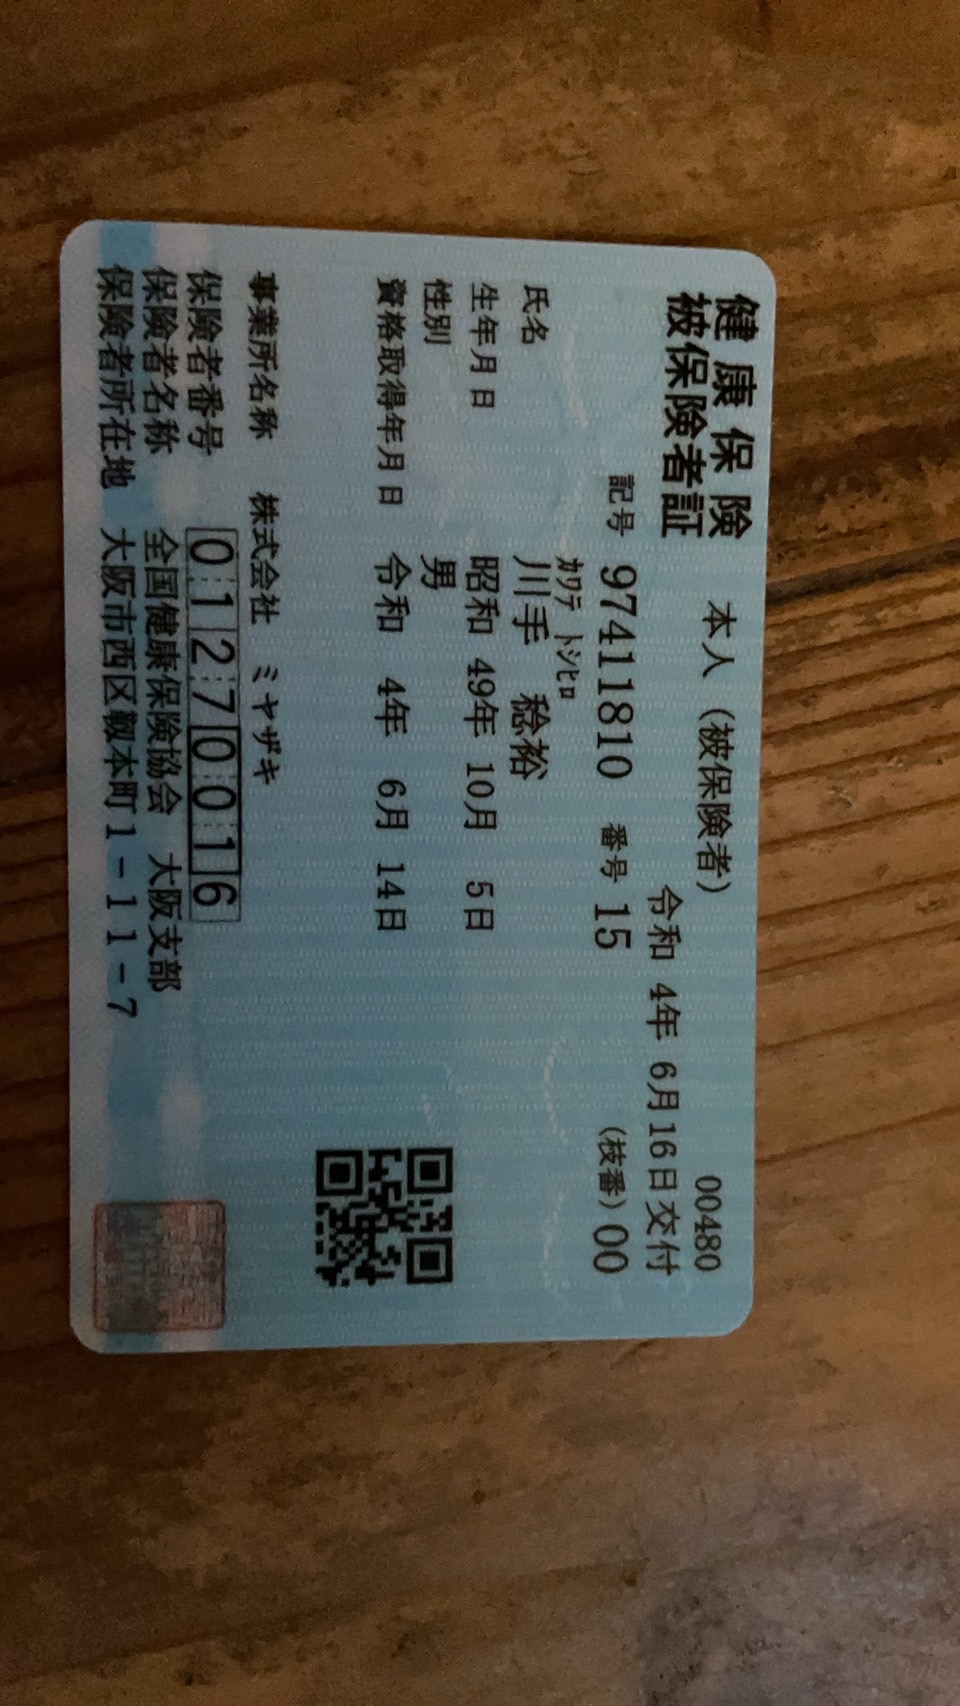 健康保険 本人（被保険者） 00480
被保険者証 令和 4年 6月16日交付
記号 97411810 番号 15 (枝番) 00
カワテ トシヒロ
氏名 川手 稔裕
生年月日 昭和 49年 10月 5日
性別 男
資格取得年月日 令和 4年 6月 14日
事業所名称 株式会社 ミヤザキ
保険者番号 01270016
保険者名称 全国健康保険協会 大阪支部
保険者所在地 大阪市西区靱本町1-11-7